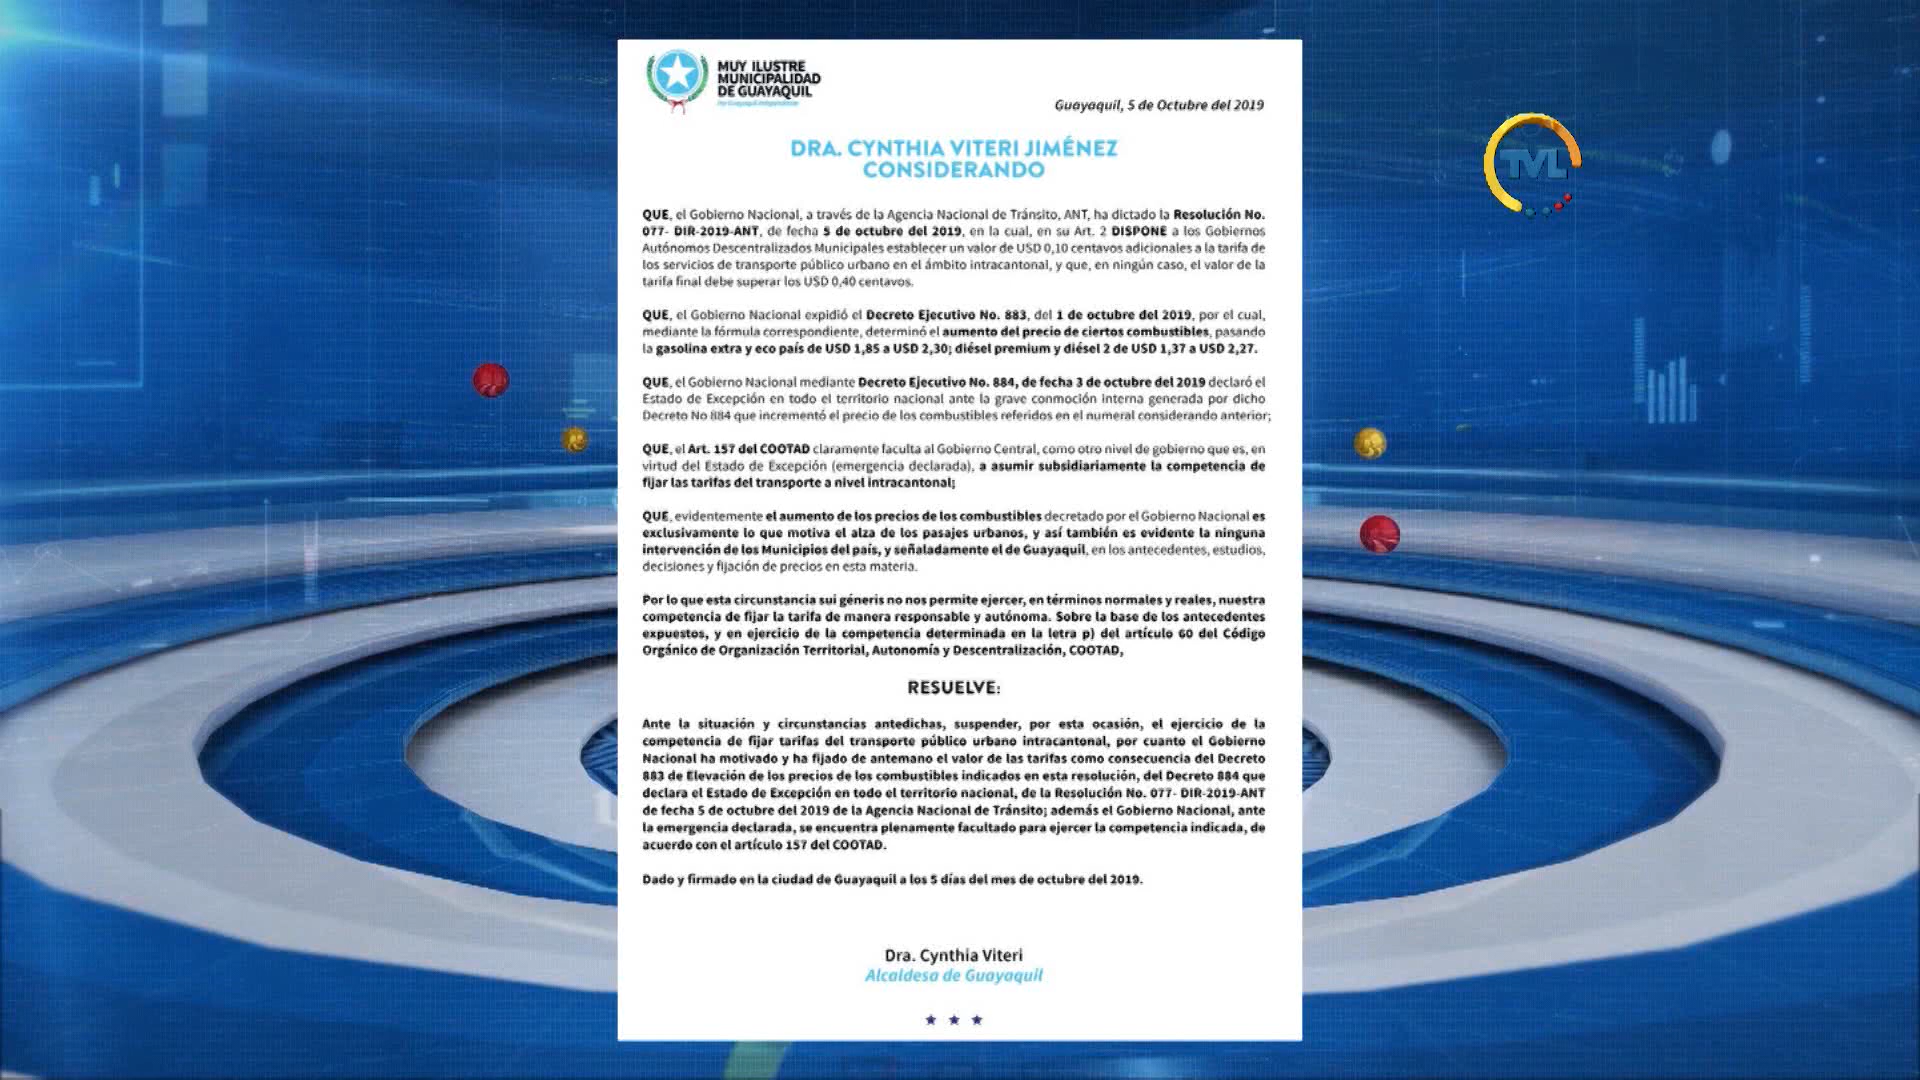 MUY ILUSTRE
MUNICIPALIDAD
DE GUAYAQUIL
Por Guayaquil Independiente
Guayaquil, 5 de Octubre del 2019
TVL
DRA. CYNTHIA VITERI JIMÉNEZ
CONSIDERANDO
QUE, el Gobierno Nacional, a través de la Agencia Nacional de Tránsito, ANT, ha dictado la Resolución No.
077- DIR-2019-ANT, de fecha 5 de octubre del 2019, en la cual, en su Art. 2 DISPONE a los Gobiernos
Autónomos Descentralizados Municipales establecer un valor de USD 0,10 centavos adicionales a la tarifa de
los servicios de transporte público urbano en el ámbito intracantonal, y que, en ningún caso, el valor de la
tarifa final debe superar los USD 0,40 centavos.
QUE, el Gobierno Nacional expidió el Decreto Ejecutivo No. 883, del 1 de octubre del 2019, por el cual,
mediante la fórmula correspondiente, determinó el aumento del precio de ciertos combustibles, pasando
la gasolina extra y eco país de USD 1,85 a USD 2,30; diésel premium y diésel 2 de USD 1,37 a USD 2,27.
QUE, el Gobierno Nacional mediante Decreto Ejecutivo No. 884, de fecha 3 de octubre del 2019 declaró el
Estado de Excepción en todo el territorio nacional ante la grave conmoción interna generada por dicho
Decreto No 884 que incrementó el precio de los combustibles referidos en el numeral considerando anterior;
QUE, el Art. 157 del COOTAD claramente faculta al Gobierno Central, como otro nivel de gobierno que es, en
virtud del Estado de Excepción (emergencia declarada), a asumir subsidiariamente la competencia de
fijar las tarifas del transporte a nivel intracantonal;
QUE, evidentemente el aumento de los precios de los combustibles decretado por el Gobierno Nacional es
exclusivamente lo que motiva el alza de los pasajes urbanos, y así también es evidente la ninguna
intervención de los Municipios del país, y señaladamente el de Guayaquil, en los antecedentes, estudios,
decisiones y fijación de precios en esta materia.
Por lo que esta circunstancia sui géneris no nos permite ejercer, en términos normales y reales, nuestra
competencia de fijar la tarifa de manera responsable y autónoma. Sobre la base de los antecedentes
expuestos, y en ejercicio de la competencia determinada en la letra p) del artículo 60 del Código
Orgánico de Organización Territorial, Autonomía y Descentralización, COOTAD,
RESUELVE:
Ante la situación y circunstancias antedichas, suspender, por esta ocasión, el ejercicio de la
competencia de fijar tarifas del transporte público urbano intracantonal, por cuanto el Gobierno
Nacional ha motivado y ha fijado de antemano el valor de las tarifas como consecuencia del Decreto
883 de Elevación de los precios de los combustibles indicados en esta resolución, del Decreto 884 que
declara el Estado de Excepción en todo el territorio nacional, de la Resolución No. 077- DIR-2019-ANT
de fecha 5 de octubre del 2019 de la Agencia Nacional de Tránsito; además el Gobierno Nacional, ante
la emergencia declarada, se encuentra plenamente facultado para ejercer la competencia indicada, de
acuerdo con el artículo 157 del COOTAD.
Dado y firmado en la ciudad de Guayaquil a los 5 días del mes de octubre del 2019.
Dra. Cynthia Viteri
Alcaldesa de Guayaquil